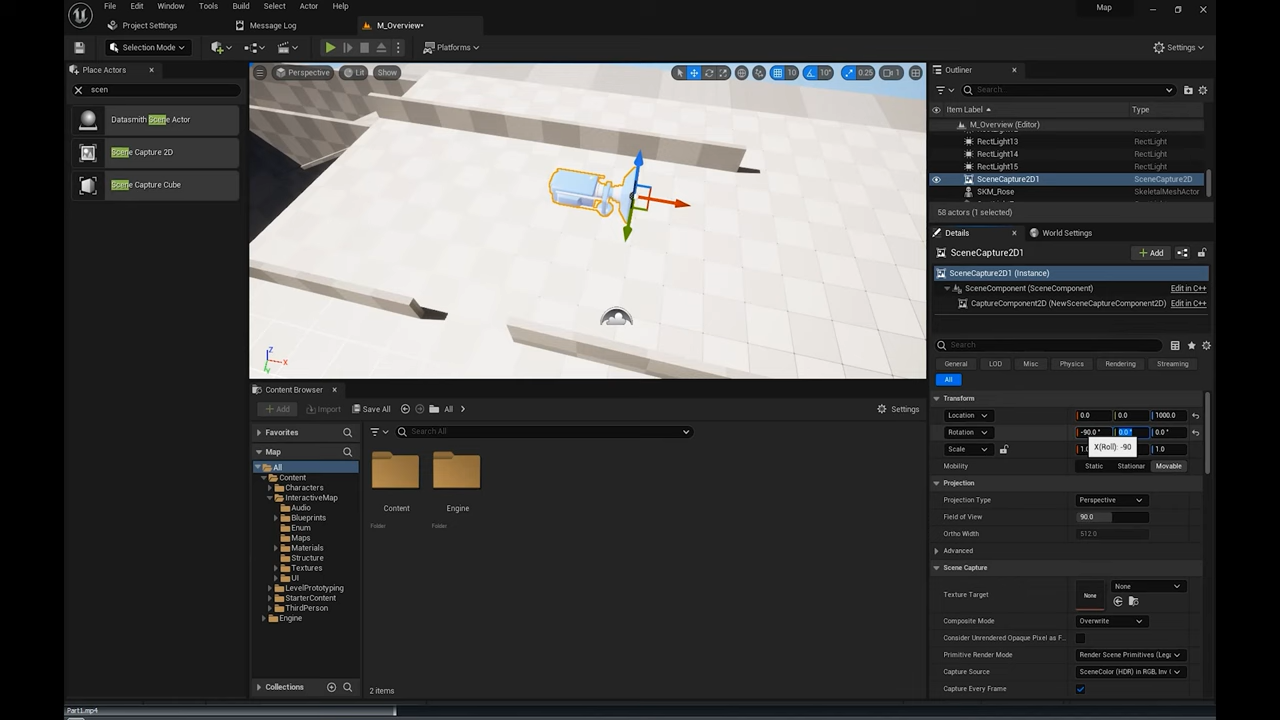 File Edit Window Tools Build Select Actor Help
Map
Project Settings
Message Log
M_Overview*
Selection Mode
Platforms
Settings
Place Actors
scen
Datasmith Scene Actor
Scene Capture 2D
Scene Capture Cube
Perspective
Lit
Show
10
10°
0.25
1
Z
X
Outliner
Search...
Item Label
Type
M_Overview (Editor)
RectLight13 RectLight
RectLight14 RectLight
RectLight15 RectLight
SceneCapture2D1 SceneCapture2D
SKM_Rose SkeletalMeshActor
58 actors (1 selected)
Details
World Settings
SceneCapture2D1
Add
SceneCapture2D1 (Instance)
SceneComponent (SceneComponent) Edit in C++
CaptureComponent2D (NewSceneCaptureComponent2D) Edit in C++
Search
General LOD Misc Physics Rendering Streaming
All
Transform
Location 0.0 0.0 1000.0
Rotation -90.0 ° 0.0 ° 0.0 °
X(Roll): -90
Scale 1.0
Mobility Static Stationar Movable
Projection
Projection Type Perspective
Field of View 90.0
Ortho Width 512.0
Advanced
Scene Capture
Texture Target None None
Composite Mode Overwrite
Consider Unrendered Opaque Pixel as F...
Primitive Render Mode Render Scene Primitives (Lega
Capture Source SceneColor (HDR) in RGB, Inv (
Capture Every Frame
Content Browser
Add
Import
Save All
All
Settings
Favorites
Search All
Map
All
Content
Characters
InteractiveMap
Audio
Blueprints
Enum
Maps
Materials
Structure
Textures
UI
LevelPrototyping
StarterContent
ThirdPerson
Engine
Content
Folder
Engine
Folder
Collections
2 items
Part1.mp4